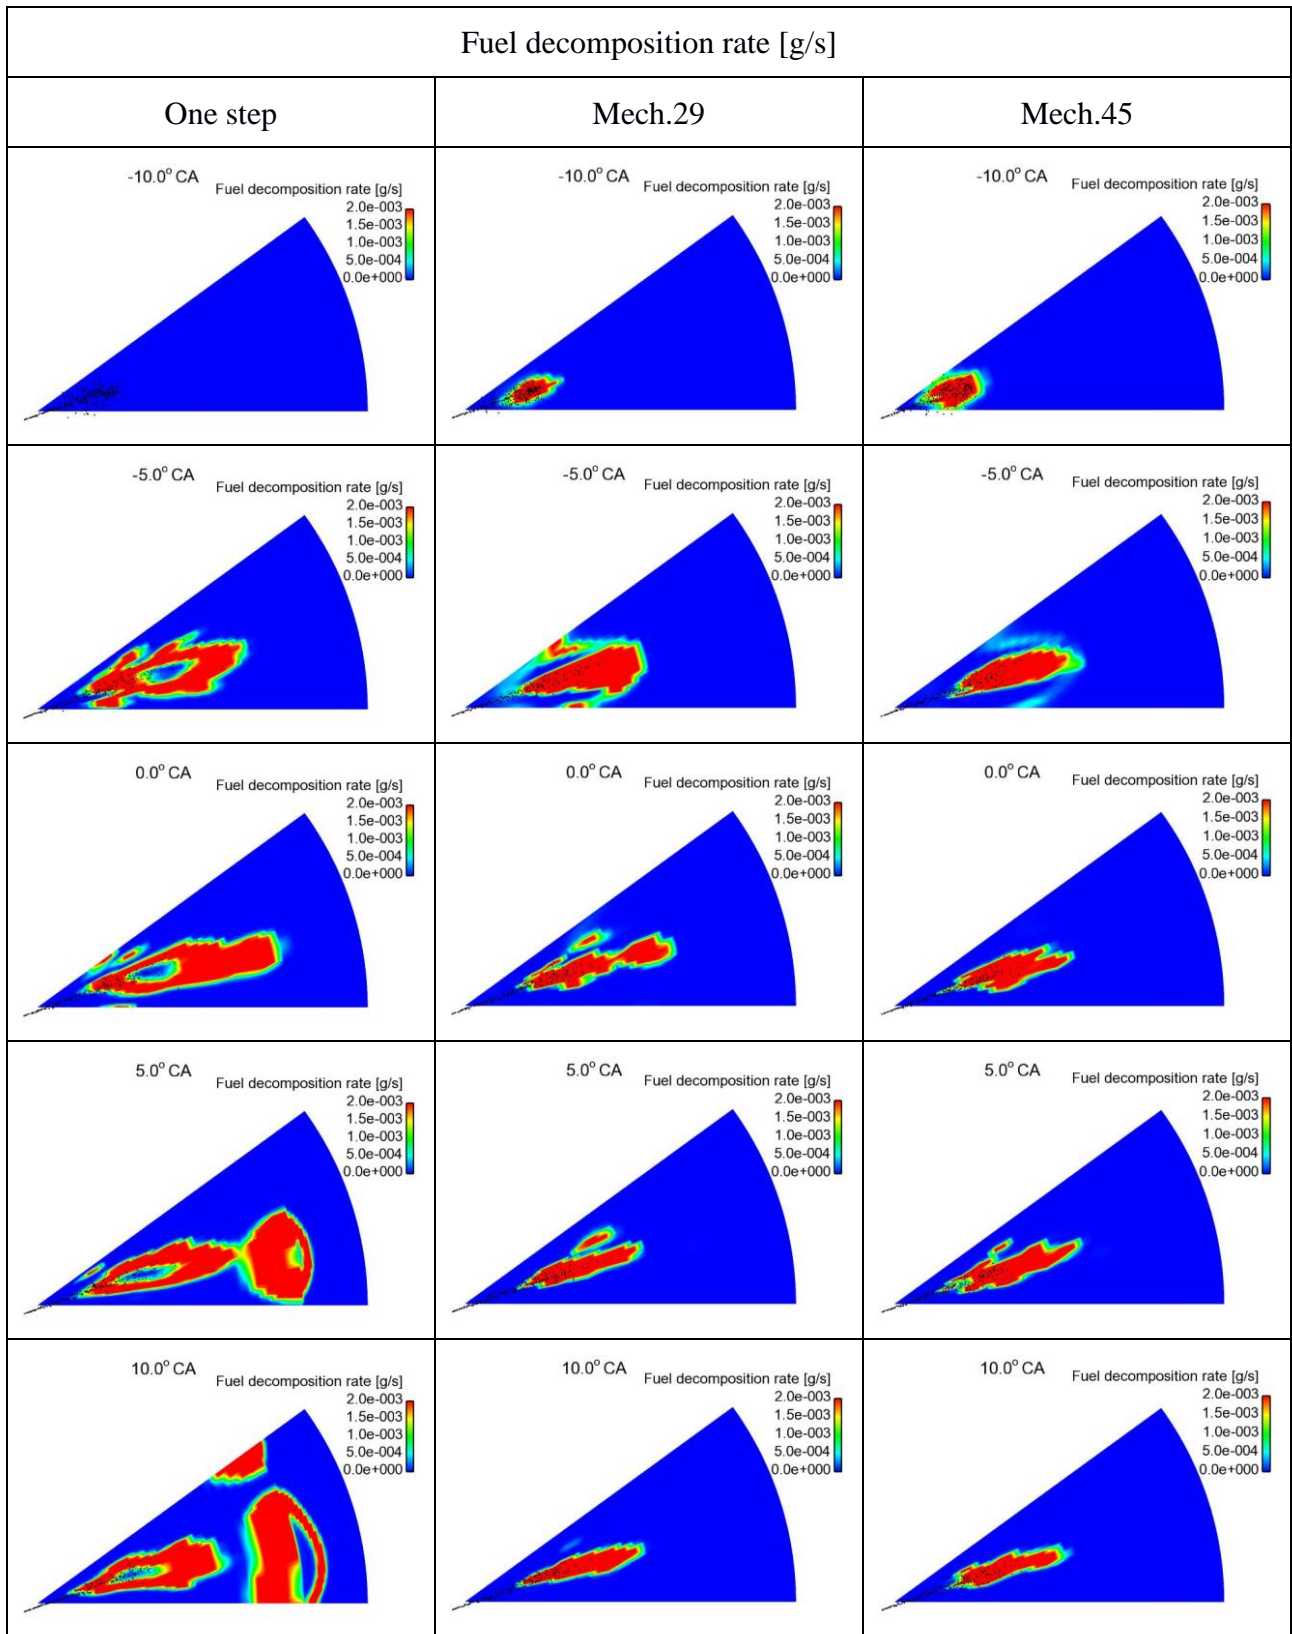 Fuel decomposition rate [g/s]
One step
Mech.29
Mech.45
-10.0° CA
Fuel decomposition rate [g/s]
2.0e-003
1.5e-003
1.0e-003
5.0e-004
0.0e+000
-10.0° CA
Fuel decomposition rate [g/s]
2.0e-003
1.5e-003
1.0e-003
5.0e-004
0.0e+000
-10.0° CA
Fuel decomposition rate [g/s]
2.0e-003
1.5e-003
1.0e-003
5.0e-004
0.0e+000
-5.0° CA
Fuel decomposition rate [g/s]
2.0e-003
1.5e-003
1.0e-003
5.0e-004
0.0e+000
-5.0° CA
Fuel decomposition rate [g/s]
2.0e-003
1.5e-003
1.0e-003
5.0e-004
0.0e+000
-5.0° CA
Fuel decomposition rate [g/s]
2.0e-003
1.5e-003
1.0e-003
5.0e-004
0.0e+000
0.0° CA
Fuel decomposition rate [g/s]
2.0e-003
1.5e-003
1.0e-003
5.0e-004
0.0e+000
0.0° CA
Fuel decomposition rate [g/s]
2.0e-003
1.5e-003
1.0e-003
5.0e-004
0.0e+000
0.0° CA
Fuel decomposition rate [g/s]
2.0e-003
1.5e-003
1.0e-003
5.0e-004
0.0e+000
5.0° CA
Fuel decomposition rate [g/s]
2.0e-003
1.5e-003
1.0e-003
5.0e-004
0.0e+000
5.0° CA
Fuel decomposition rate [g/s]
2.0e-003
1.5e-003
1.0e-003
5.0e-004
0.0e+000
5.0° CA
Fuel decomposition rate [g/s]
2.0e-003
1.5e-003
1.0e-003
5.0e-004
0.0e+000
10.0° CA
Fuel decomposition rate [g/s]
2.0e-003
1.5e-003
1.0e-003
5.0e-004
0.0e+000
10.0° CA
Fuel decomposition rate [g/s]
2.0e-003
1.5e-003
1.0e-003
5.0e-004
0.0e+000
10.0° CA
Fuel decomposition rate [g/s]
2.0e-003
1.5e-003
1.0e-003
5.0e-004
0.0e+000